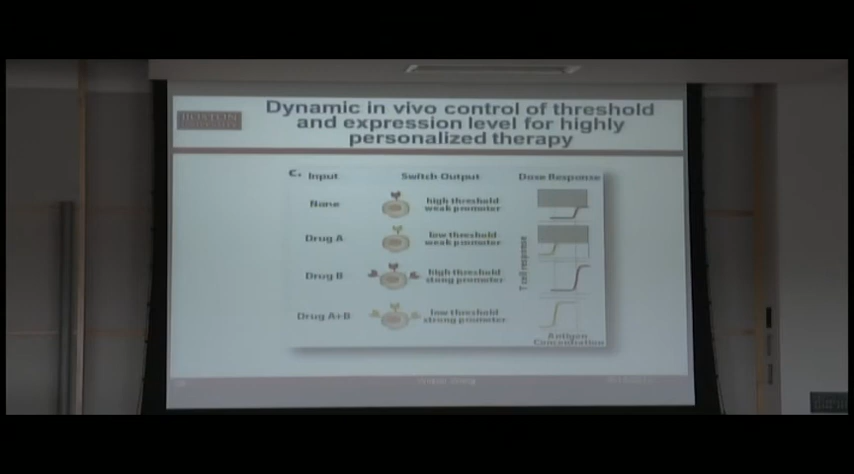 Dynamic in vivo control of threshold
and expression level for highly
personalized therapy
BOSTON
C. Input
Switch Output
Dose Response
None
high threshold
weak promoter
Drug A
low threshold
weak promoter
Drug B
high threshold
strong promoter
Drug A+B
low threshold
strong promoter
T cell response
Antigen
Concentration